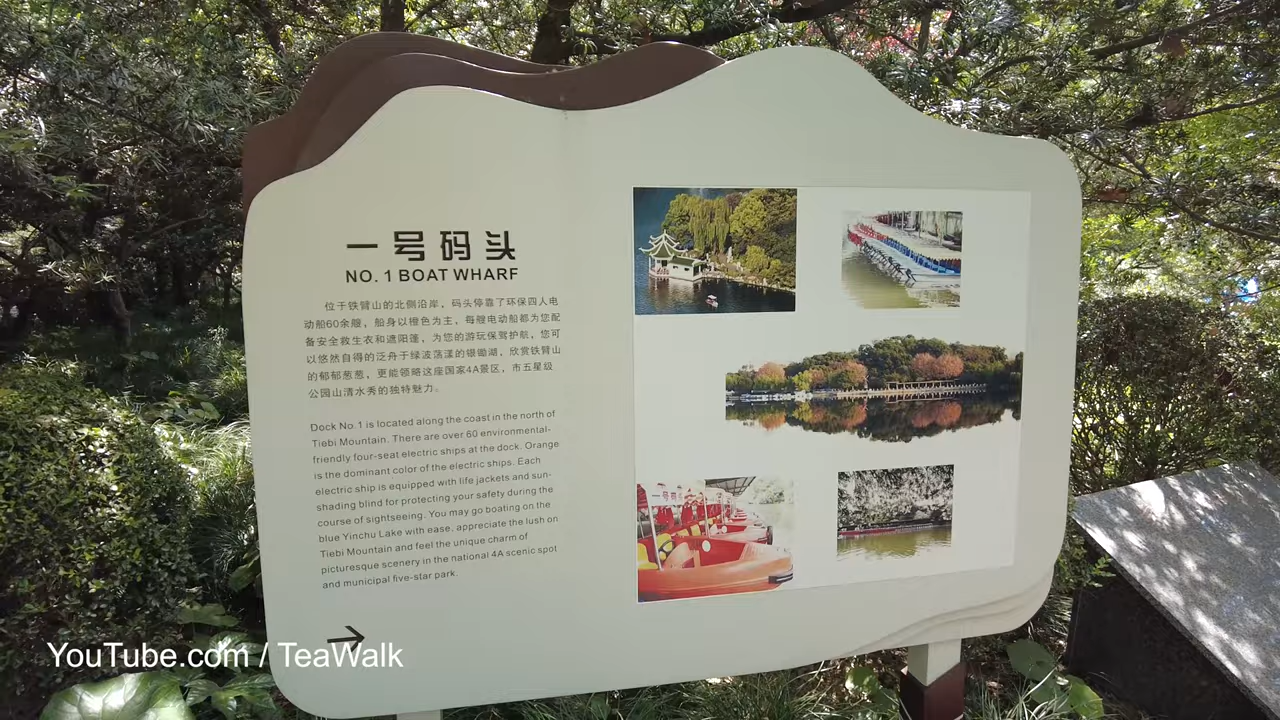 一号码头
NO. 1 BOAT WHARF
位于铁臂山的北侧沿岸，码头停靠了环保四人电
动船60余艘，船身以橙色为主，每艘电动船都为您配
备安全救生衣和遮阳蓬，为您的游玩保驾护航，您可
以悠然自得的泛舟于绿波荡漾的银锄湖，欣赏铁臂山
的郁郁葱葱，更能领略这座国家4A景区，市五星级
公园山清水秀的独特魅力。
Dock No. 1 is located along the coast in the north of
Tiebi Mountain. There are over 60 environmental-
friendly four-seat electric ships at the dock. Orange
is the dominant color of the electric ships. Each
electric ship is equipped with life jackets and sun-
shading blind for protecting your safety during the
course of sightseeing. You may go boating on the
blue Yinchu Lake with ease, appreciate the lush on
Tiebi Mountain and feel the unique charm of
picturesque scenery in the national 4A scenic spot
and municipal five-star park.
一号码头
YouTube.com / TeaWalk